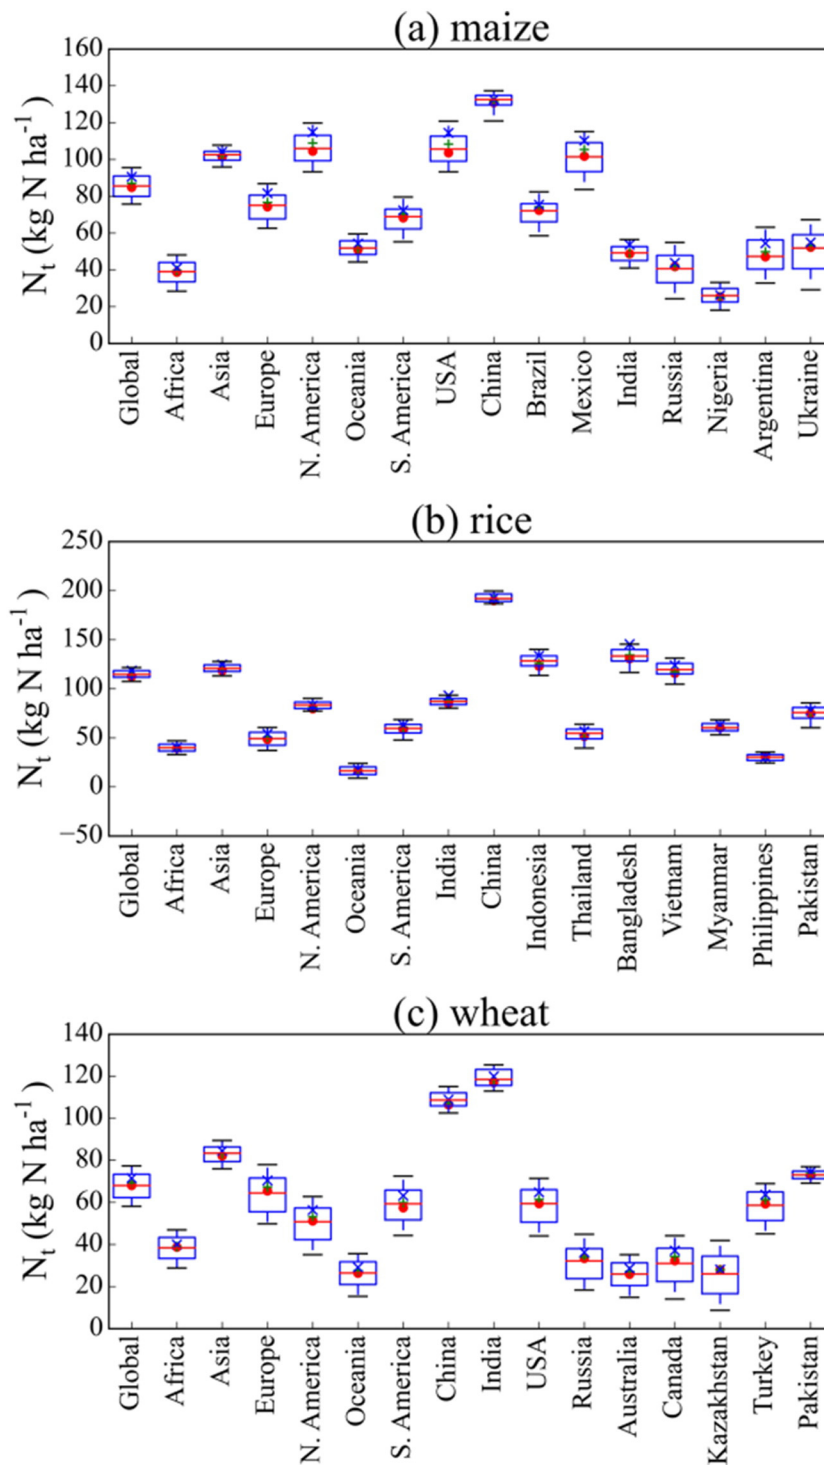 (a) maize
N_t (kg N ha^-1)
160
140
120
100
80
60
40
20
0
Global
Africa
Asia
Europe
N. America
Oceania
S. America
USA
China
Brazil
Mexico
India
Russia
Nigeria
Argentina
Ukraine
(b) rice
N_t (kg N ha^-1)
250
200
150
100
50
0
−50
Global
Africa
Asia
Europe
N. America
Oceania
S. America
India
China
Indonesia
Thailand
Bangladesh
Vietnam
Myanmar
Philippines
Pakistan
(c) wheat
N_t (kg N ha^-1)
140
120
100
80
60
40
20
0
Global
Africa
Asia
Europe
N. America
Oceania
S. America
China
India
USA
Russia
Australia
Canada
Kazakhstan
Turkey
Pakistan